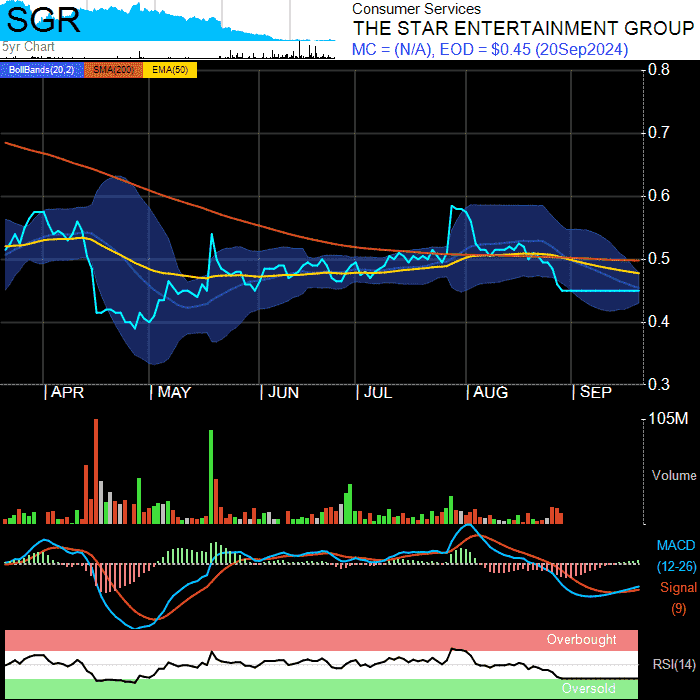 SGR
5yr Chart
Consumer Services
THE STAR ENTERTAINMENT GROUP
MC = (N/A), EOD = $0.45 (20Sep2024)
BollBands(20,2) SMA(200) EMA(50)
0.8
0.7
0.6
0.5
0.4
0.3
APR MAY JUN JUL AUG SEP
105M
Volume
MACD
(12-26)
Signal
(9)
Overbought
RSI(14)
Oversold